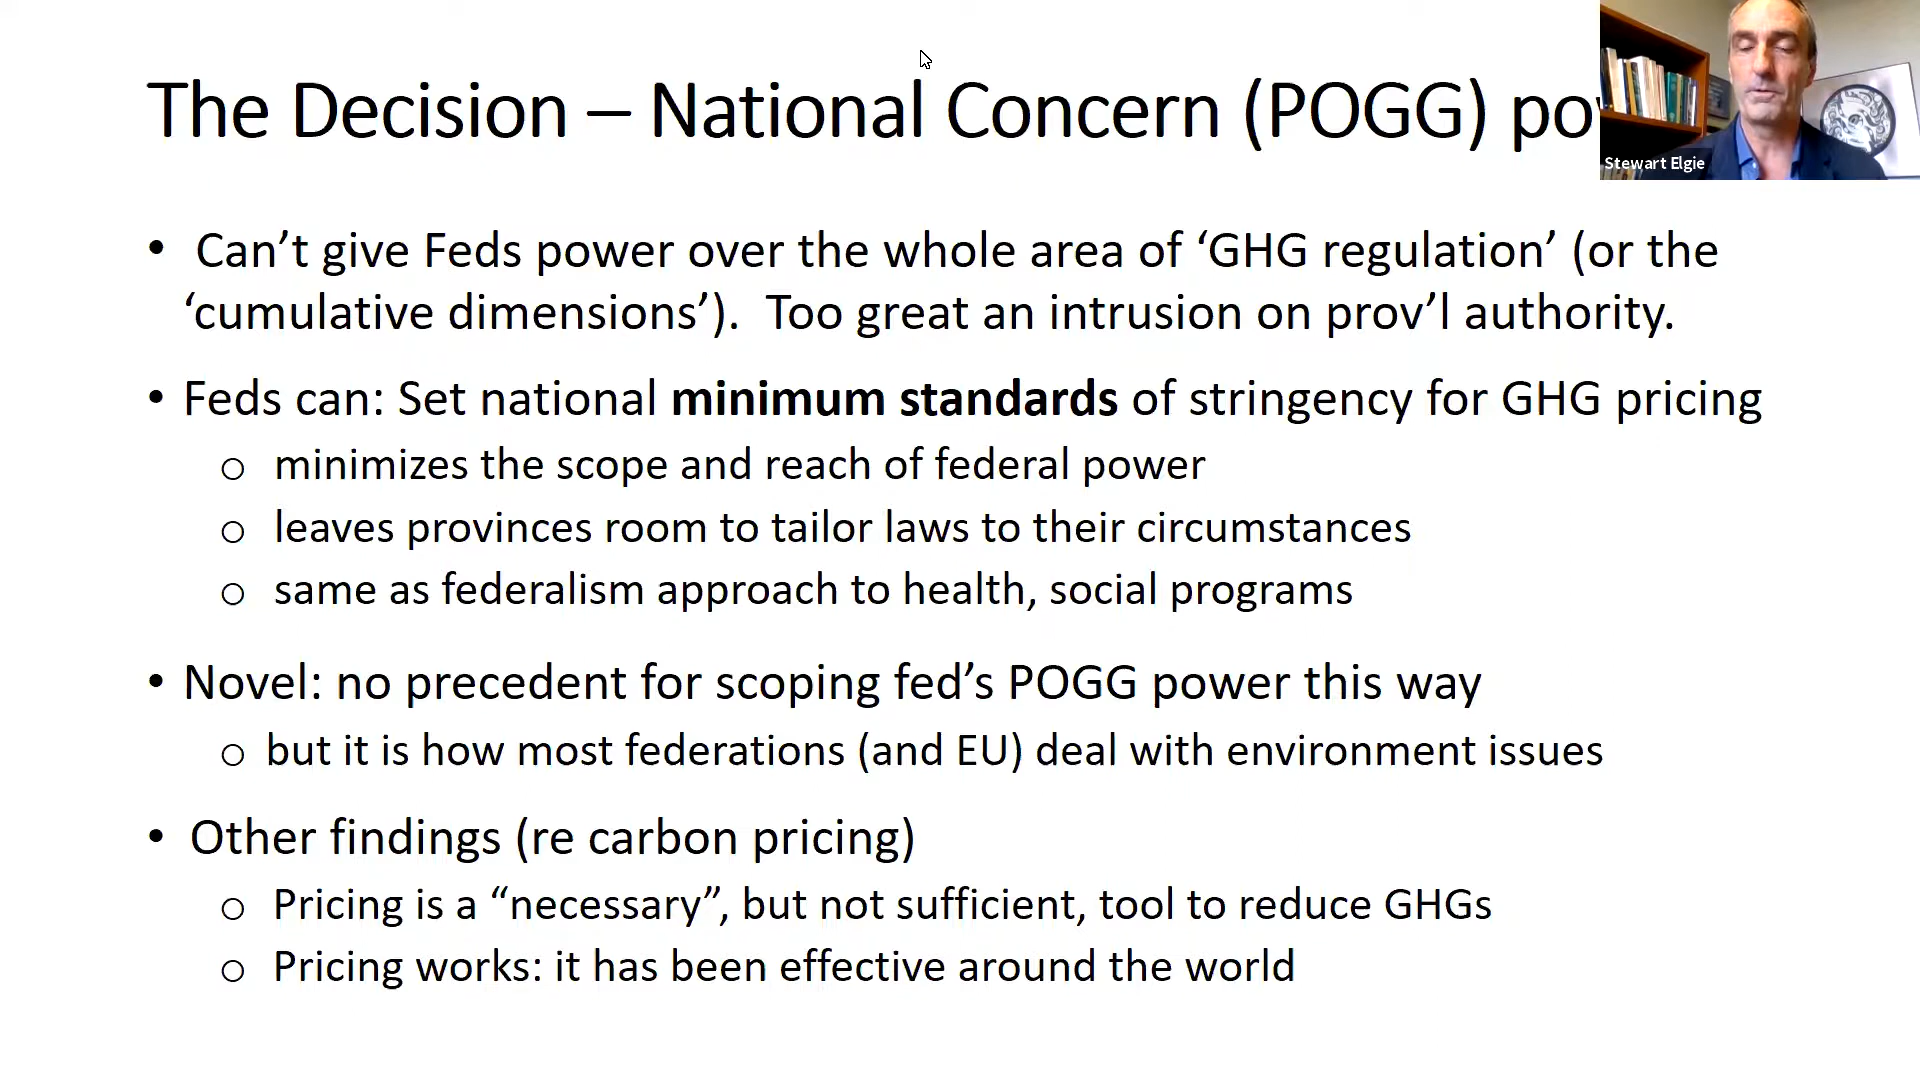 The Decision – National Concern (POGG)
Stewart Elgie
• Can’t give Feds power over the whole area of ‘GHG regulation’ (or the
‘cumulative dimensions’).  Too great an intrusion on prov’l authority.
• Feds can: Set national minimum standards of stringency for GHG pricing
o minimizes the scope and reach of federal power
o leaves provinces room to tailor laws to their circumstances
o same as federalism approach to health, social programs
• Novel: no precedent for scoping fed’s POGG power this way
o but it is how most federations (and EU) deal with environment issues
• Other findings (re carbon pricing)
o Pricing is a “necessary”, but not sufficient, tool to reduce GHGs
o Pricing works: it has been effective around the world